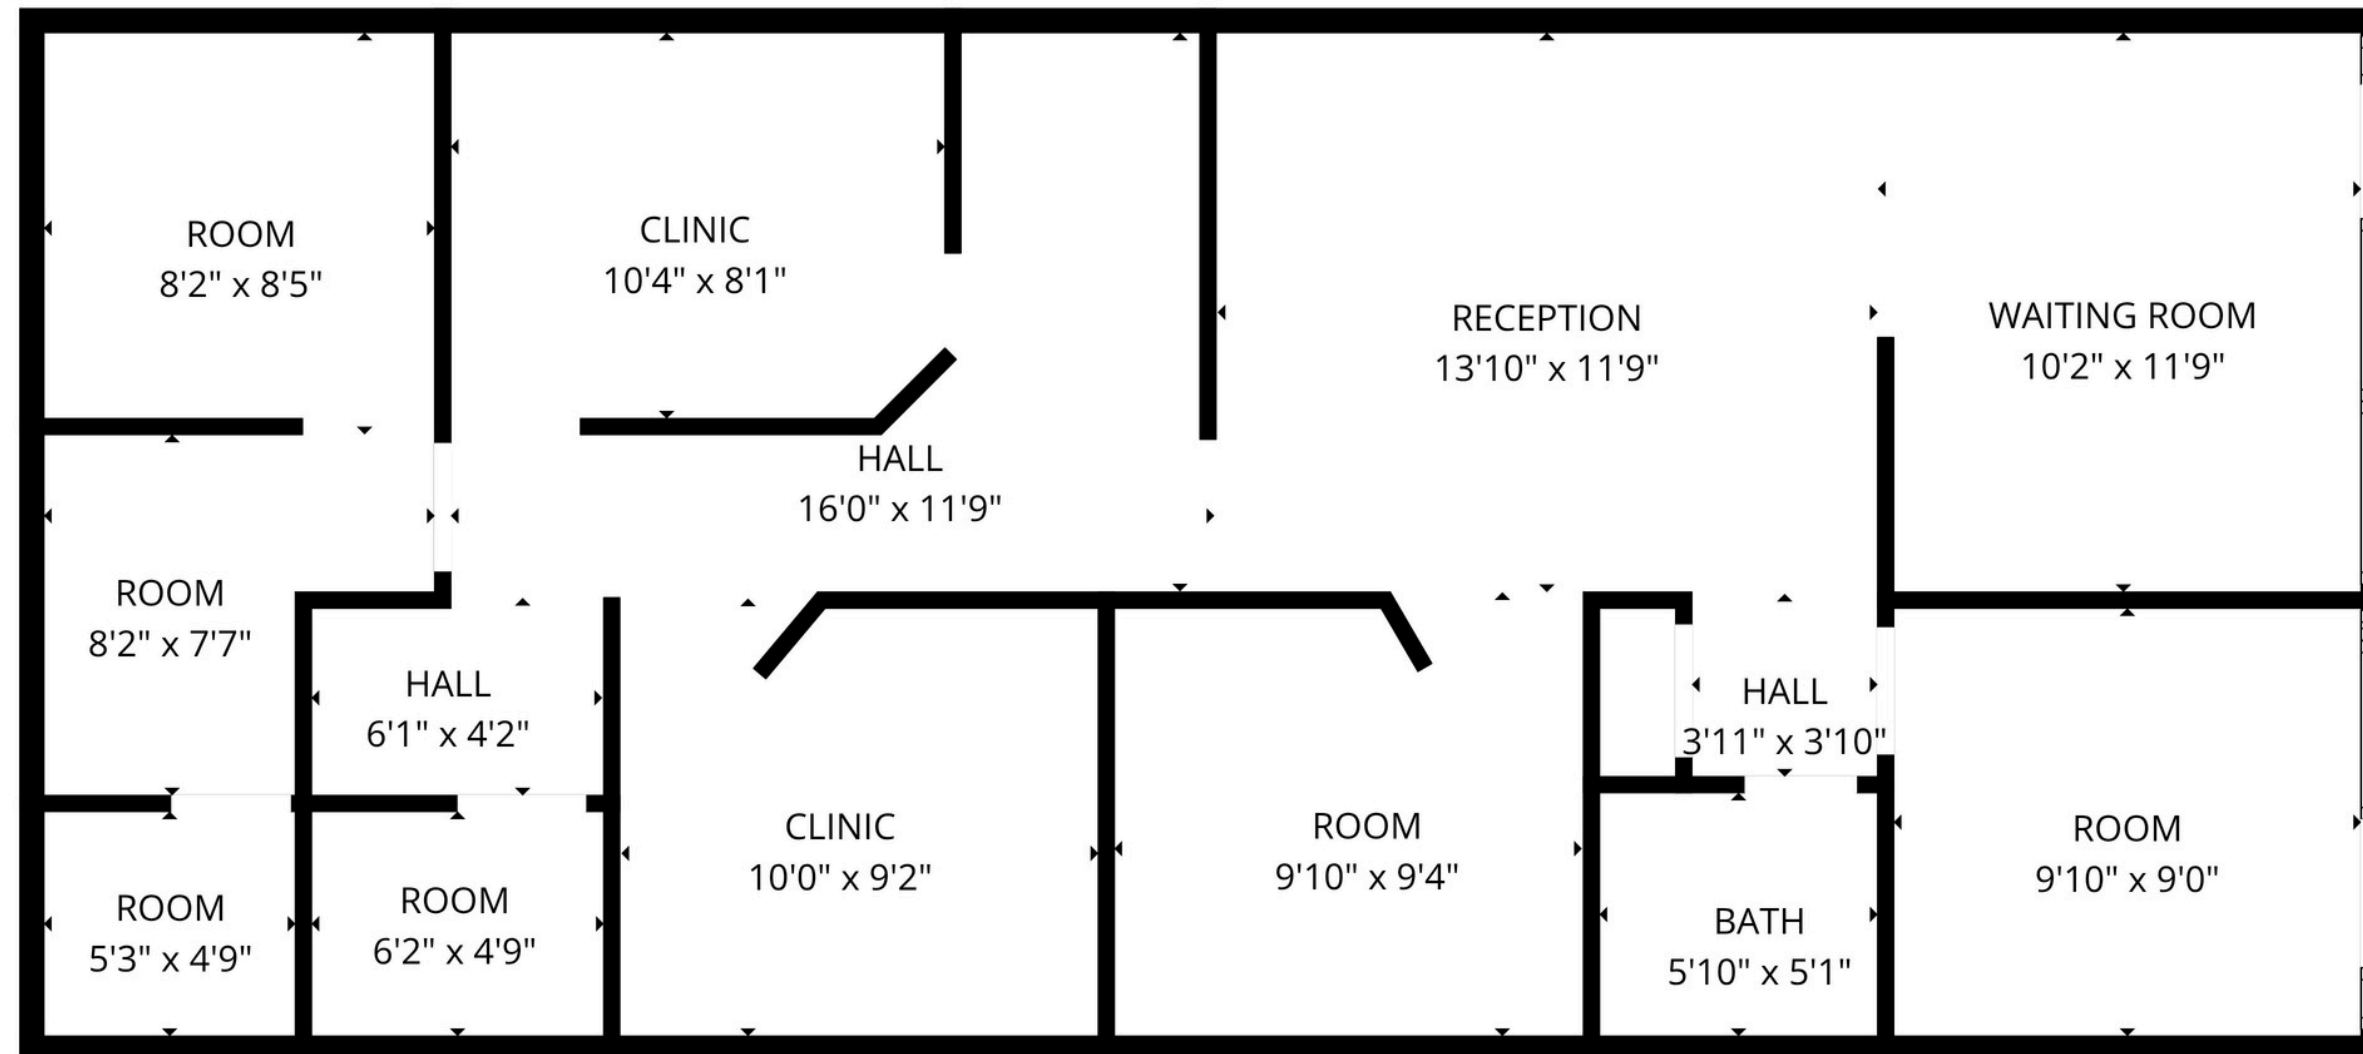 ROOM
8'2" x 8'5"
CLINIC
10'4" x 8'1"
RECEPTION
13'10" x 11'9"
WAITING ROOM
10'2" x 11'9"
HALL
16'0" x 11'9"
ROOM
8'2" x 7'7"
HALL
6'1" x 4'2"
HALL
3'11" x 3'10"
CLINIC
10'0" x 9'2"
ROOM
9'10" x 9'4"
ROOM
9'10" x 9'0"
ROOM
5'3" x 4'9"
ROOM
6'2" x 4'9"
BATH
5'10" x 5'1"